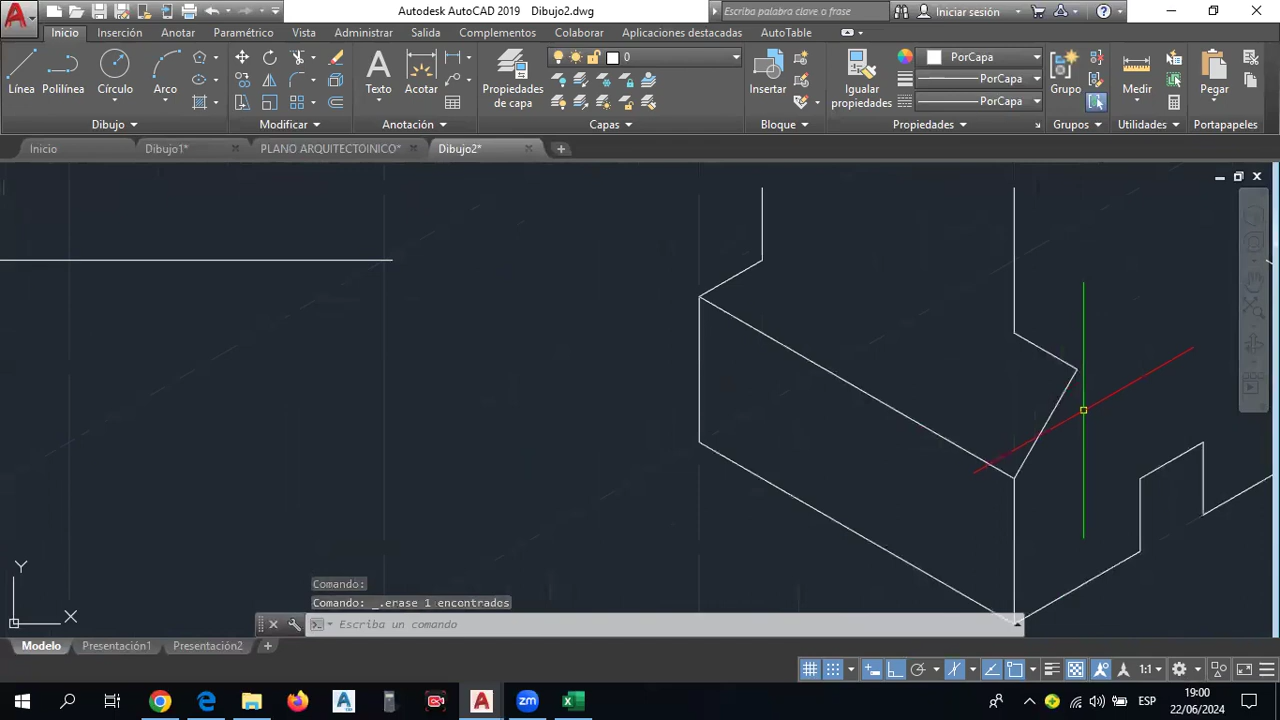 Autodesk AutoCAD 2019 Dibujo2.dwg
Escriba palabra clave o frase
Iniciar sesión
Inicio Inserción Anotar Paramétrico Vista Administrar Salida Complementos Colaborar Aplicaciones destacadas AutoTable
Línea Polilínea Círculo Arco
Texto Acotar
Propiedades de capa
0
Insertar
Igualar propiedades
PorCapa
PorCapa
PorCapa
Grupo
Medir
Pegar
Dibujo Modificar Anotación Capas Bloque Propiedades Grupos Utilidades Portapapeles
Inicio Dibujo1* PLANO ARQUITECTOINICO* Dibujo2*
Y
X
Comando:
Comando: _.erase 1 encontrados
Escriba un comando
Modelo Presentación1 Presentación2
1:1
ESP
19:00
22/06/2024